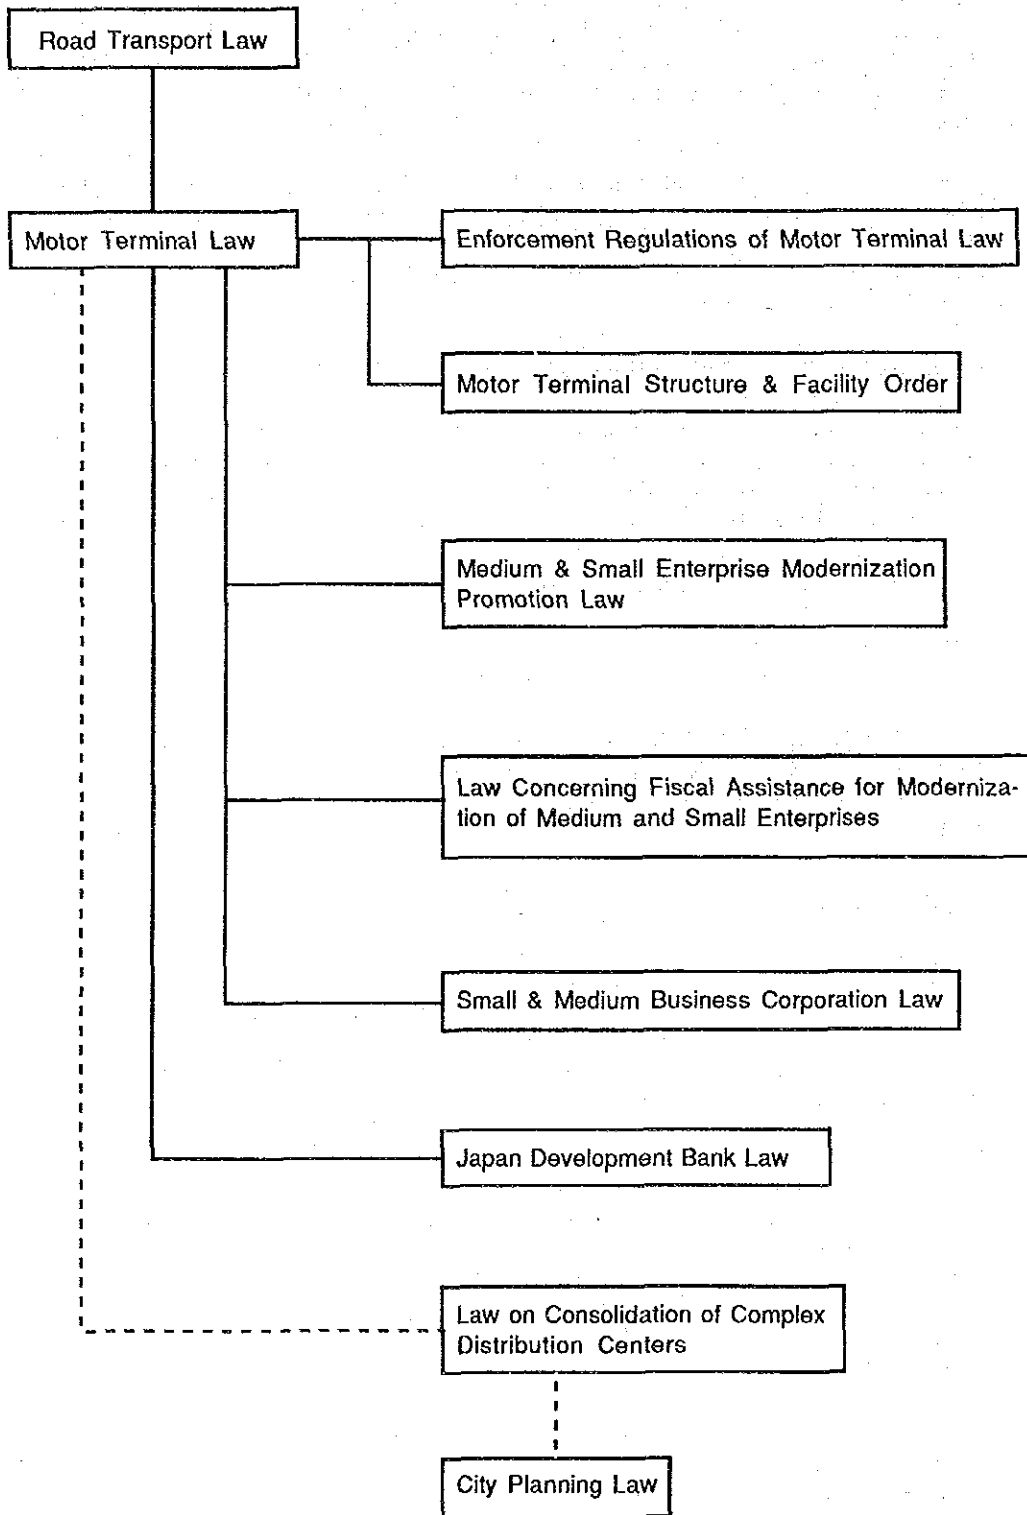 Road Transport Law
Motor Terminal Law
Enforcement Regulations of Motor Terminal Law
Motor Terminal Structure & Facility Order
Medium & Small Enterprise Modernization
Promotion Law
Law Concerning Fiscal Assistance for Moderniza-
tion of Medium and Small Enterprises
Small & Medium Business Corporation Law
Japan Development Bank Law
Law on Consolidation of Complex
Distribution Centers
City Planning Law